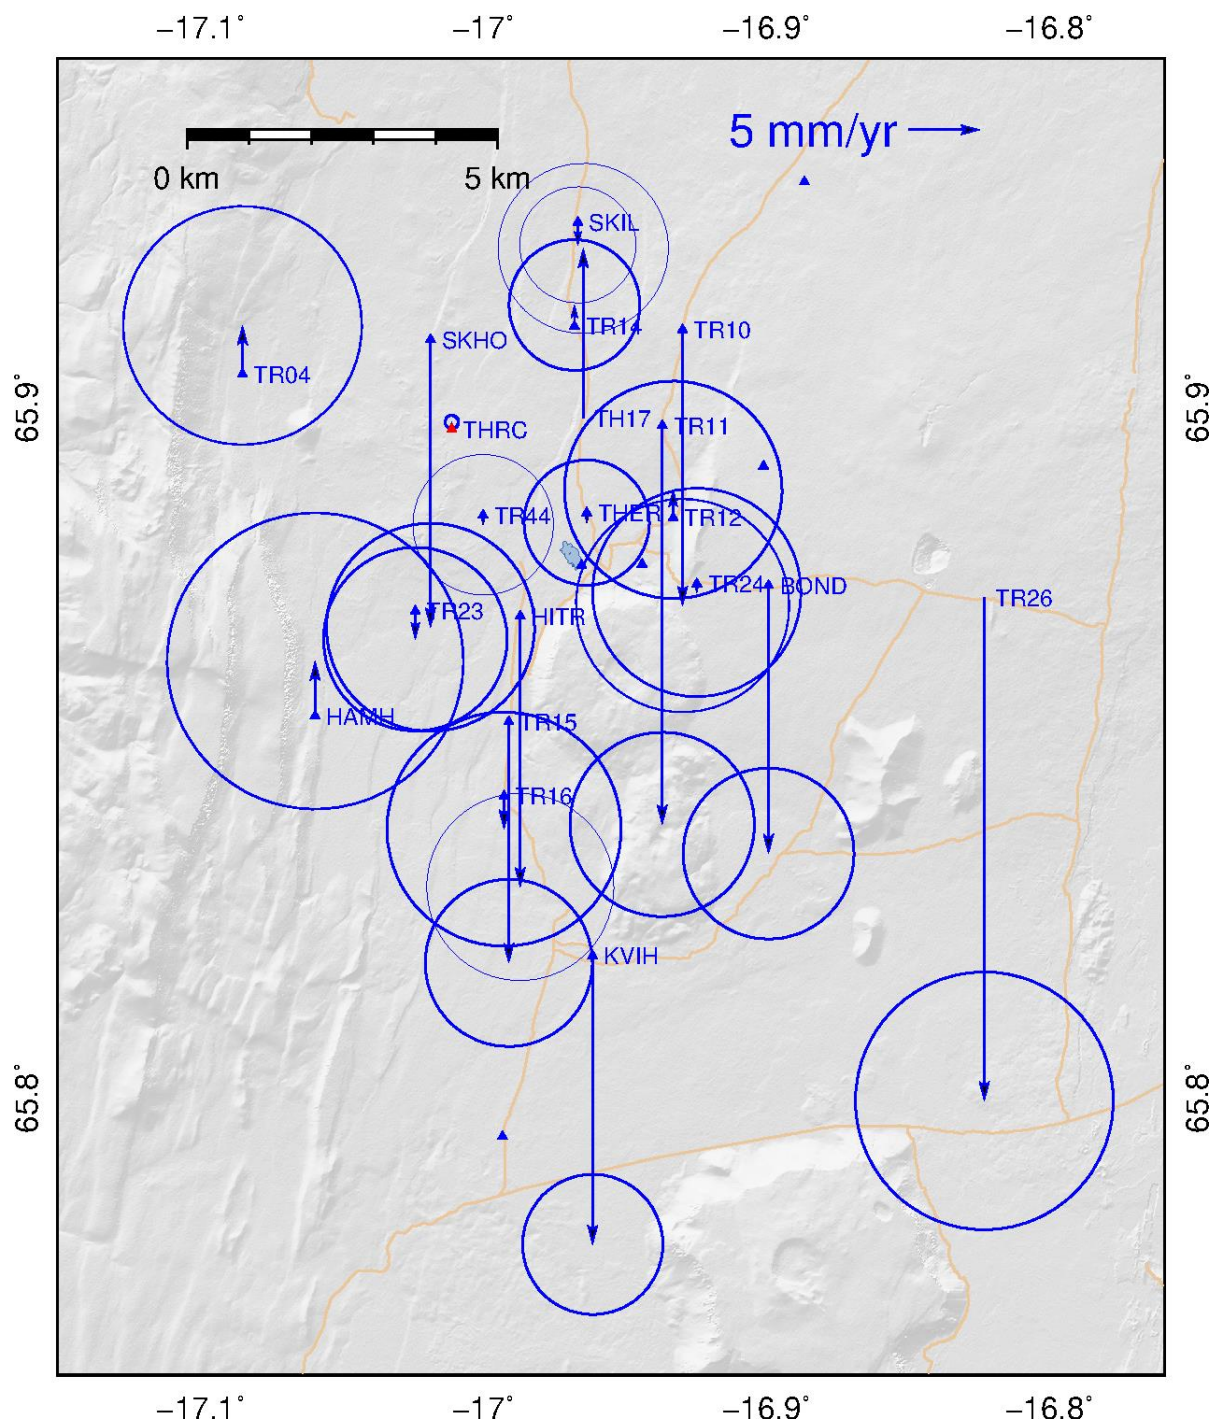 −17.1° −17° −16.9° −16.8°
5 mm/yr
0 km 5 km
SKIL
TR14 TR10
SKHO
TR04
65.9° 65.9°
TH17 TR11
THRC
TR44 THER TR12
TR24 BOND
TR26
TR23 HITR
HAMH TR15
TR16
KVIH
65.8° 65.8°
−17.1° −17° −16.9° −16.8°